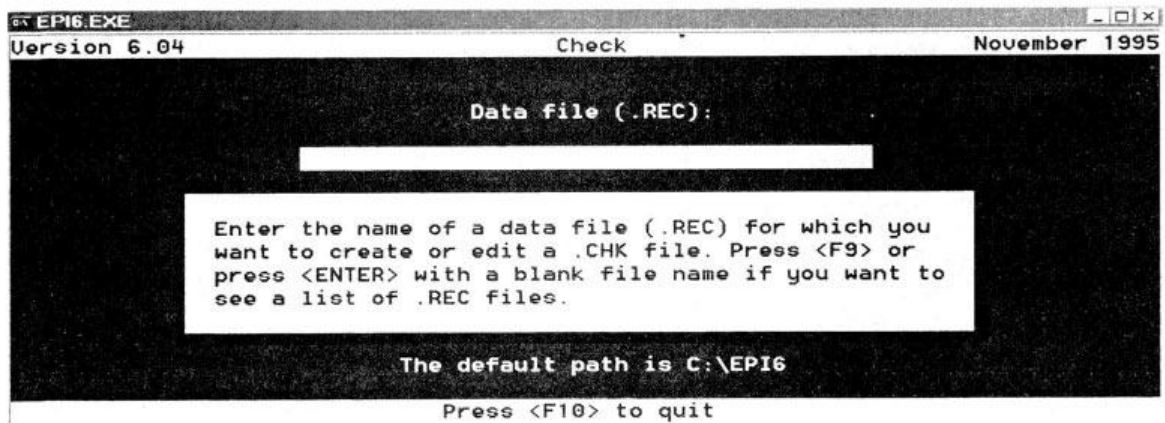 EPI6.EXE
Version 6.04 Check November 1995
Data file (.REC):
Enter the name of a data file (.REC) for which you
want to create or edit a .CHK file. Press <F9> or
press <ENTER> with a blank file name if you want to
see a list of .REC files.
The default path is C:\EPI6
Press <F10> to quit